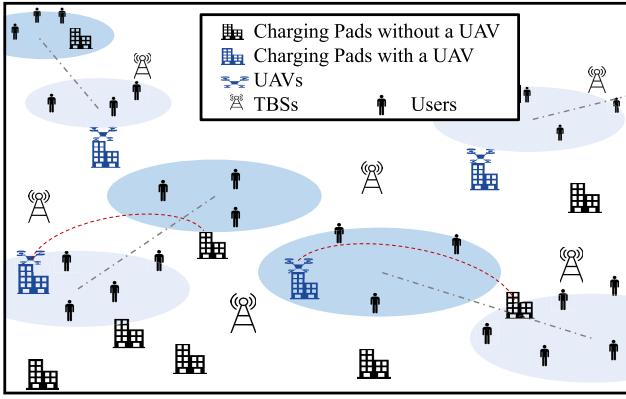 Charging Pads without a UAV
Charging Pads with a UAV
UAVs
TBSs Users